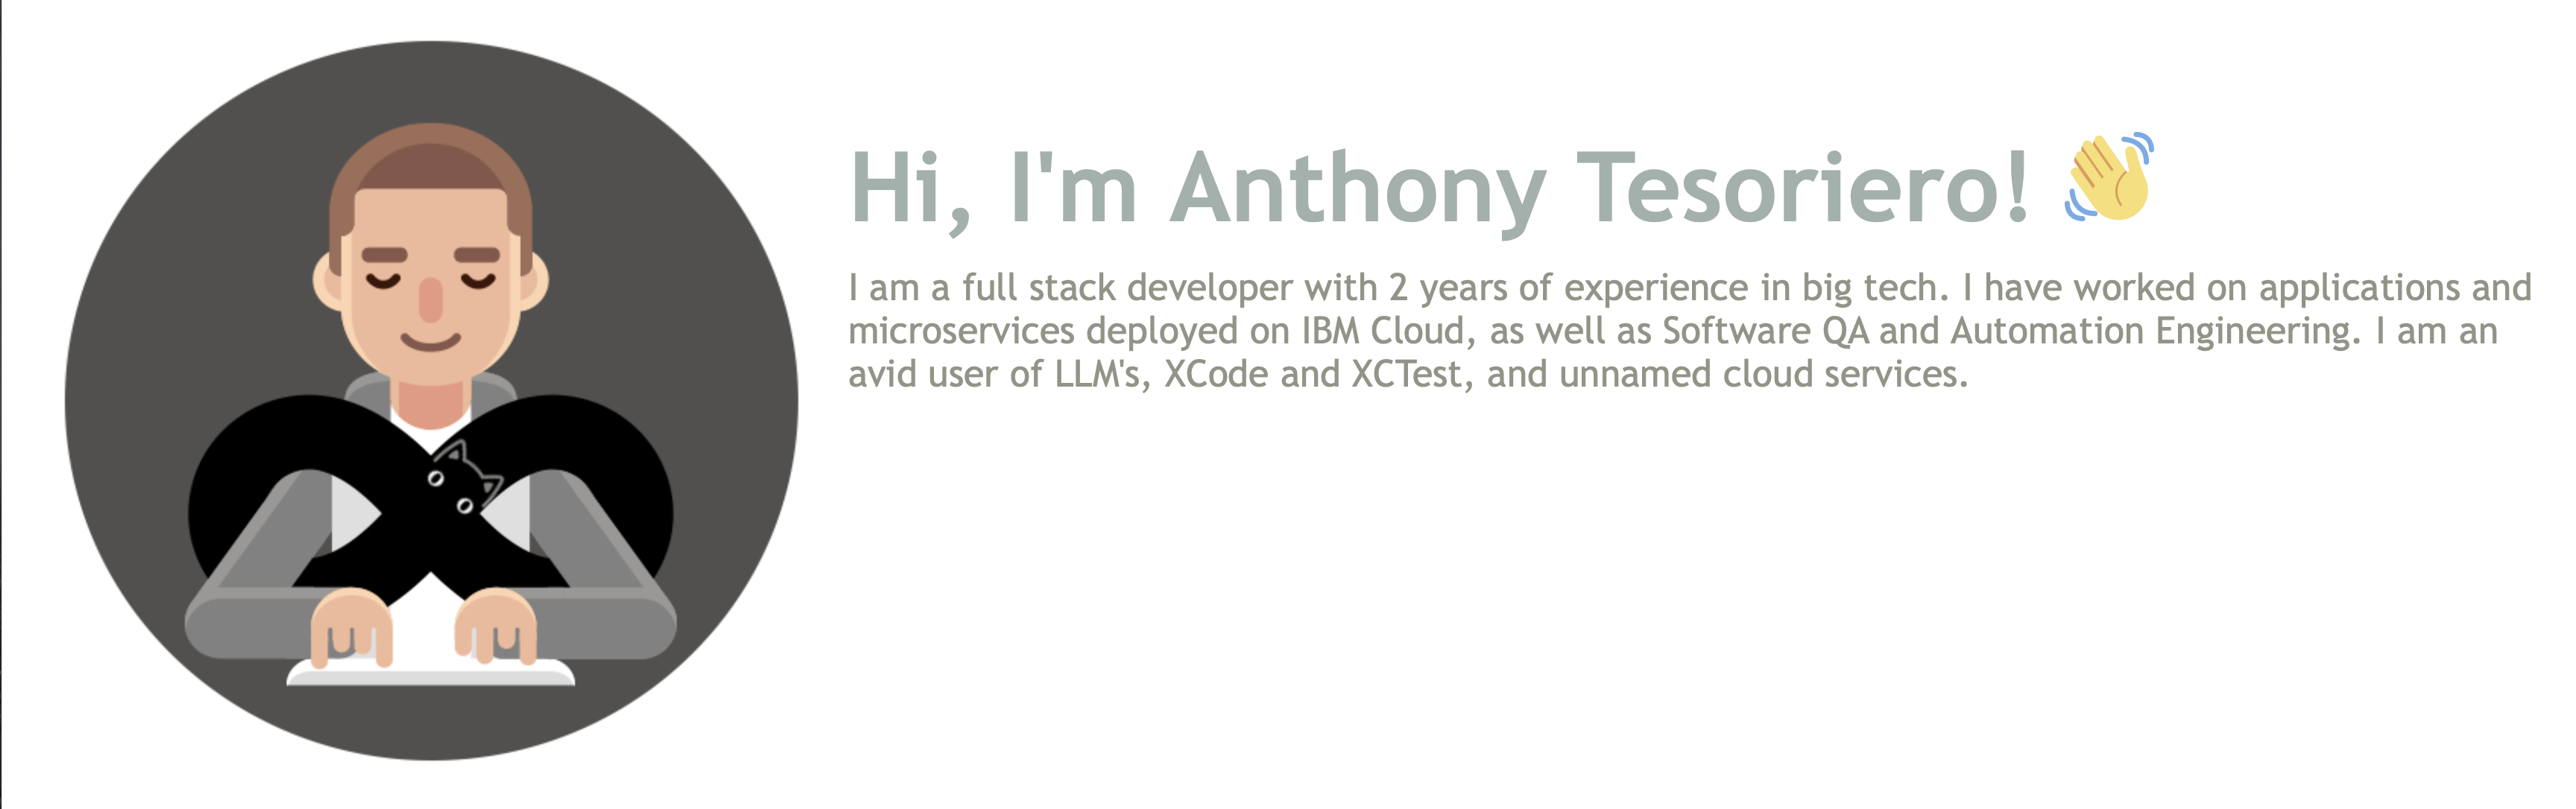 Hi, I'm Anthony Tesoriero! 👋
I am a full stack developer with 2 years of experience in big tech. I have worked on applications and
microservices deployed on IBM Cloud, as well as Software QA and Automation Engineering. I am an
avid user of LLM's, XCode and XCTest, and unnamed cloud services.